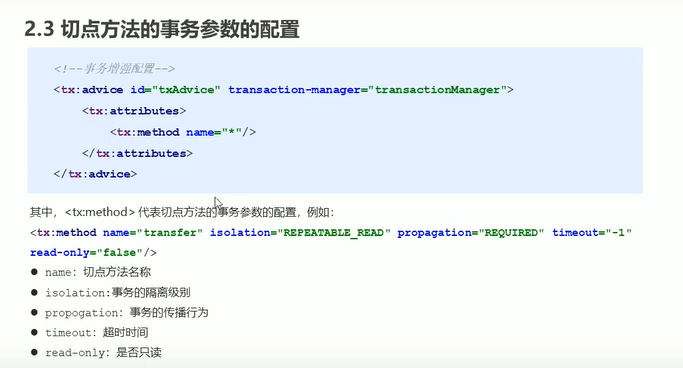 2.3 切点方法的事务参数的配置
<!--事务增强配置-->
<tx:advice id="txAdvice" transaction-manager="transactionManager">
<tx:attributes>
<tx:method name="*"/>
</tx:attributes>
</tx:advice>
其中，<tx:method> 代表切点方法的事务参数的配置，例如：
<tx:method name="transfer" isolation="REPEATABLE_READ" propagation="REQUIRED" timeout="-1"
read-only="false"/>
● name：切点方法名称
● isolation:事务的隔离级别
● propogation：事务的传播行为
● timeout：超时时间
● read-only：是否只读